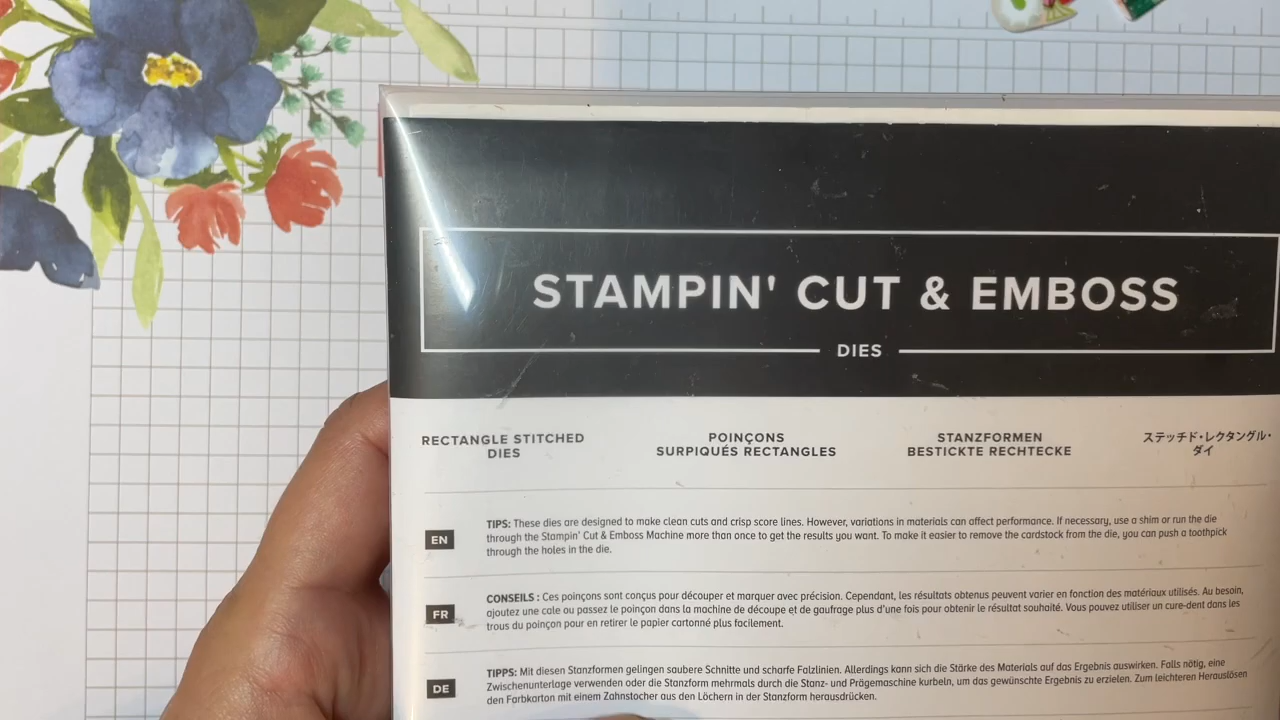 STAMPIN' CUT & EMBOSS
DIES
RECTANGLE STITCHED
DIES
POINÇONS
SURPIQUÉS RECTANGLES
STANZFORMEN
BESTICKTE RECHTECKE
ステッチド・レクタングル・
ダイ
EN
TIPS: These dies are designed to make clean cuts and crisp score lines. However, variations in materials can affect performance. If necessary, use a shim or run the die
through the Stampin' Cut & Emboss Machine more than once to get the results you want. To make it easier to remove the cardstock from the die, you can push a toothpick
through the holes in the die.
FR
CONSEILS : Ces poinçons sont conçus pour découper et marquer avec précision. Cependant, les résultats obtenus peuvent varier en fonction des matériaux utilisés. Au besoin,
ajoutez une cale ou passez le poinçon dans la machine de découpe et de gaufrage plus d'une fois pour obtenir le résultat souhaité. Vous pouvez utiliser un cure-dent dans les
trous du poinçon pour en retirer le papier cartonné plus facilement.
DE
TIPPS: Mit diesen Stanzformen gelingen saubere Schnitte und scharfe Falzlinien. Allerdings kann sich die Stärke des Materials auf das Ergebnis auswirken. Falls nötig, eine
Zwischenunterlage verwenden oder die Stanzform mehrmals durch die Stanz- und Prägemaschine kurbeln, um das gewünschte Ergebnis zu erzielen. Zum leichteren Herauslösen
den Farbkarton mit einem Zahnstocher aus den Löchern in der Stanzform herausdrücken.